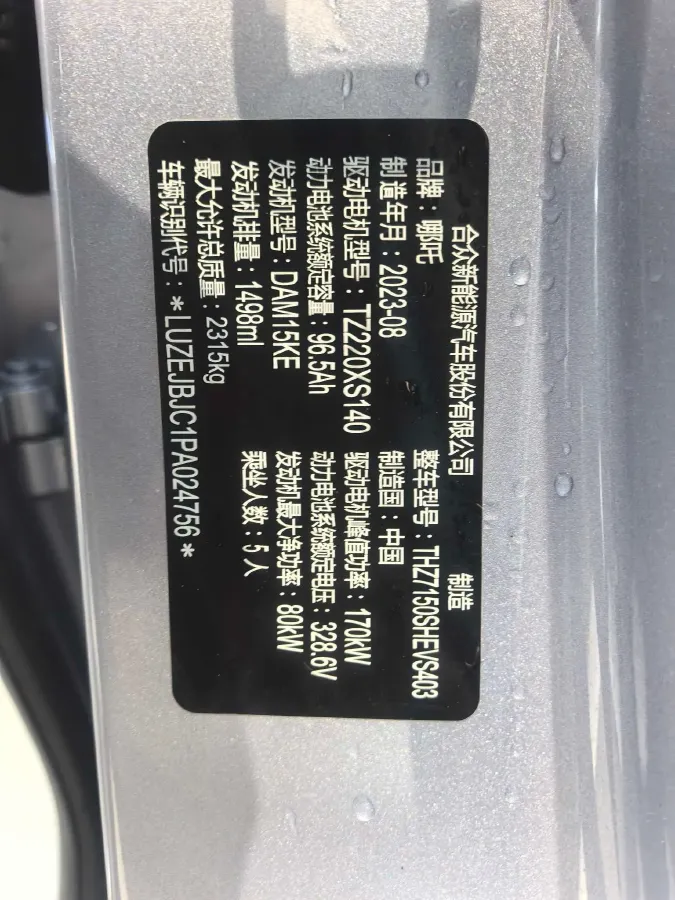 合众新能源汽车股份有限公司 制造
品牌：哪吒 整车型号：THZ7150SHEVS403
制造年月：2023-08 制造国：中国
驱动电机型号：TZ220XS140 驱动电机峰值功率：170kW
动力电池系统额定容量：96.5Ah 动力电池系统额定电压：328.6V
发动机型号：DAM15KE 发动机最大净功率：80kW
发动机排量：1498ml 乘坐人数：5人
最大允许总质量：2315kg
车辆识别代号：*LUZEJBJC1PA024756*